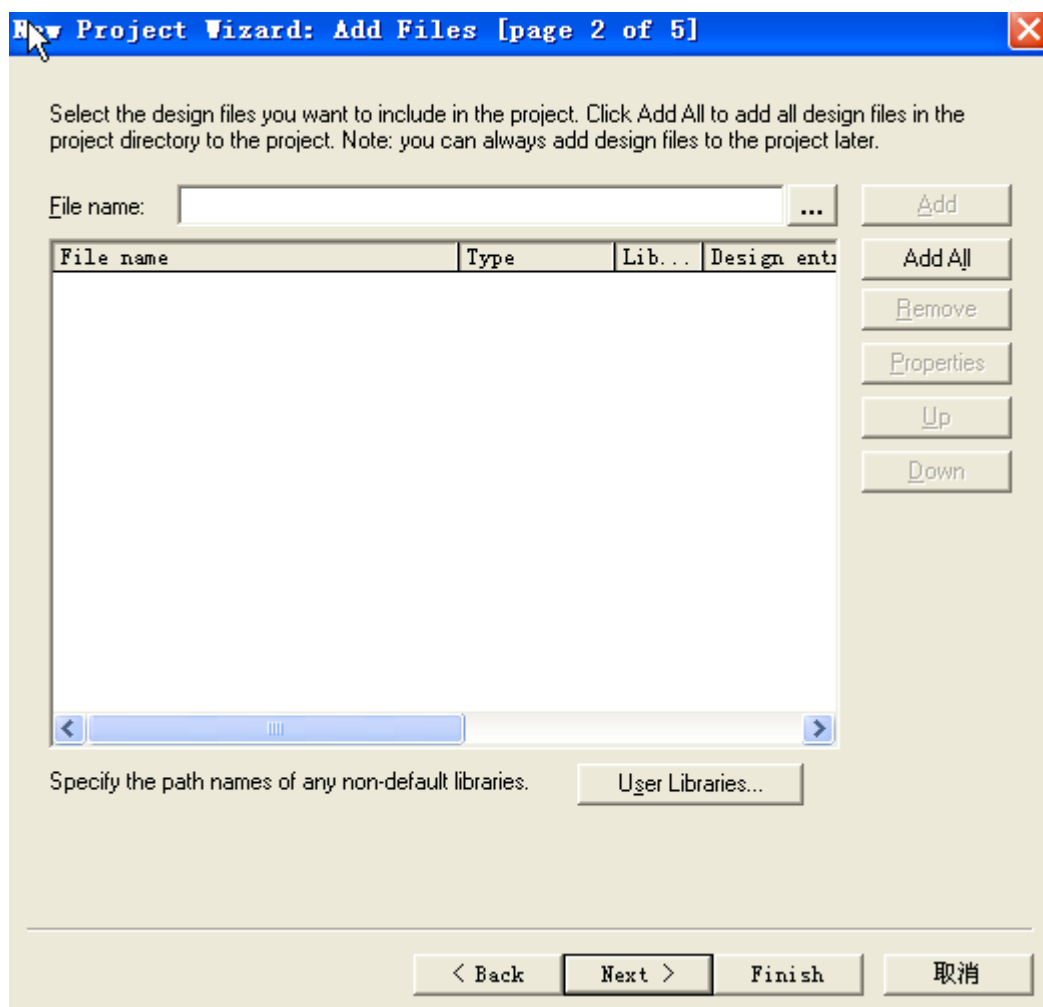 New Project Wizard: Add Files [page 2 of 5]
Select the design files you want to include in the project. Click Add All to add all design files in the
project directory to the project. Note: you can always add design files to the project later.
File name: ... Add
File name Type Lib... Design entr Add All
Remove
Properties
Up
Down
Specify the path names of any non-default libraries. User Libraries...
< Back Next > Finish 取消